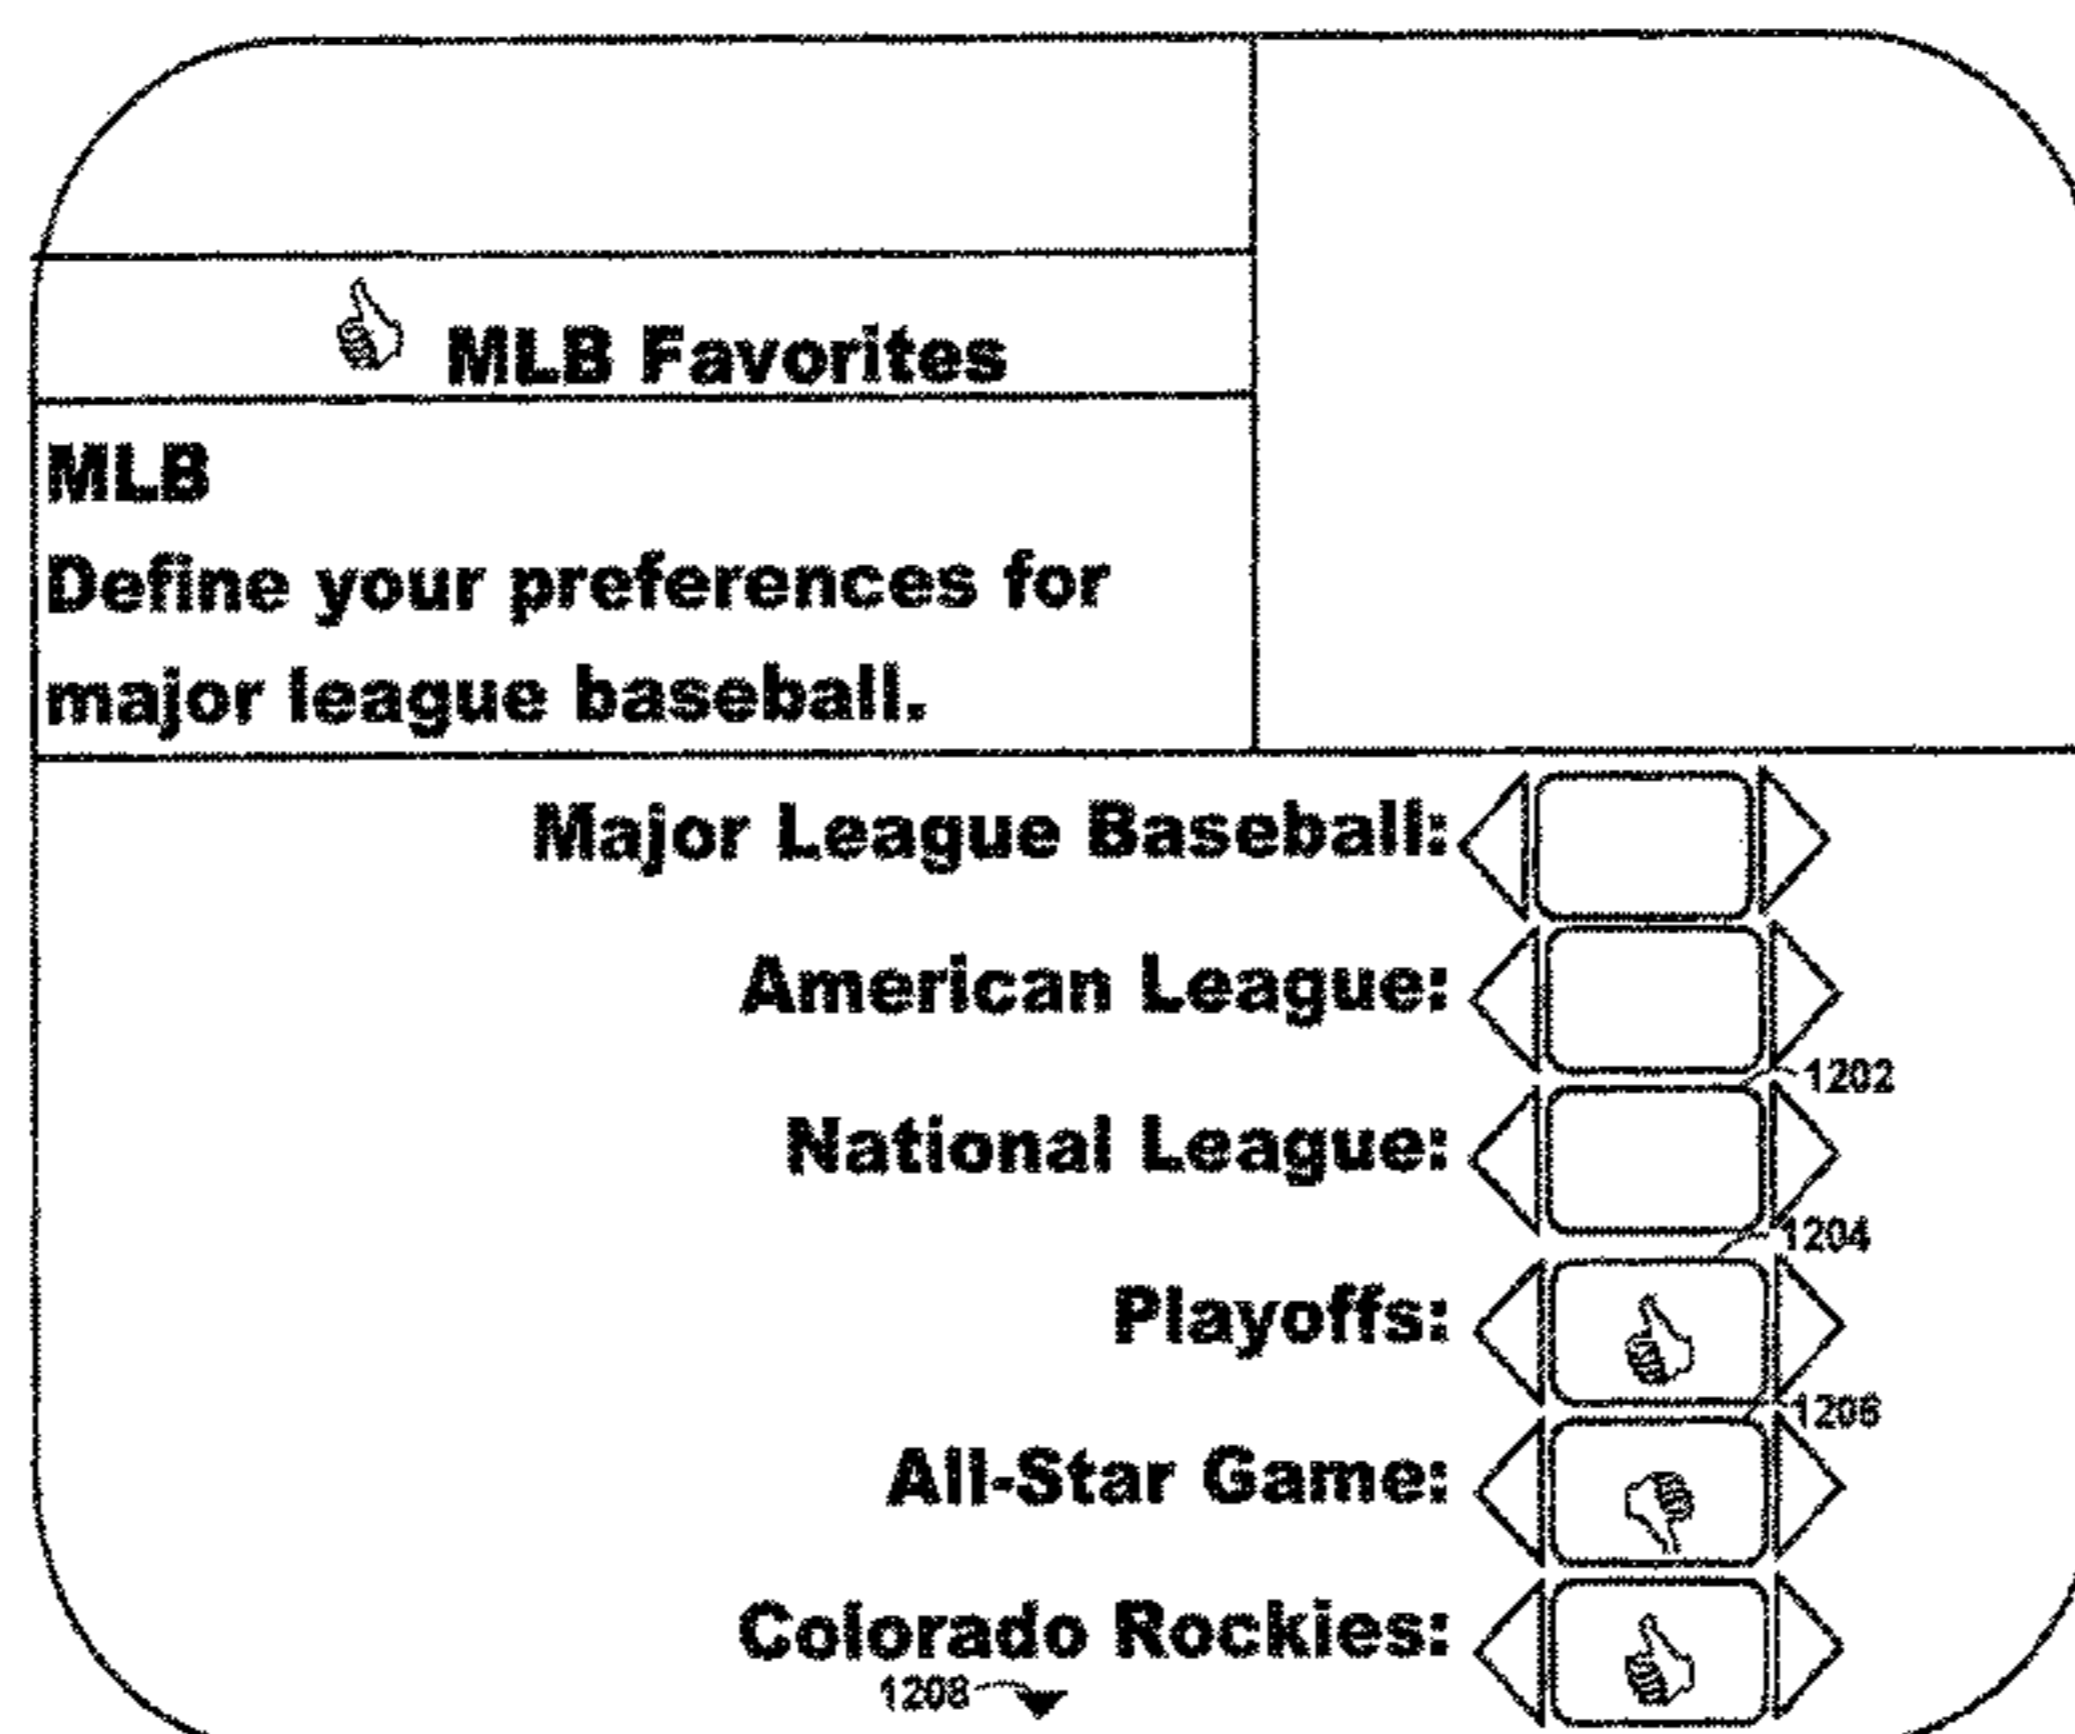 MLB Favorites
MLB
Define your preferences for
major league baseball.
Major League Baseball:
American League:
1202
National League:
1204
Playoffs:
1206
All-Star Game:
Colorado Rockies:
1208